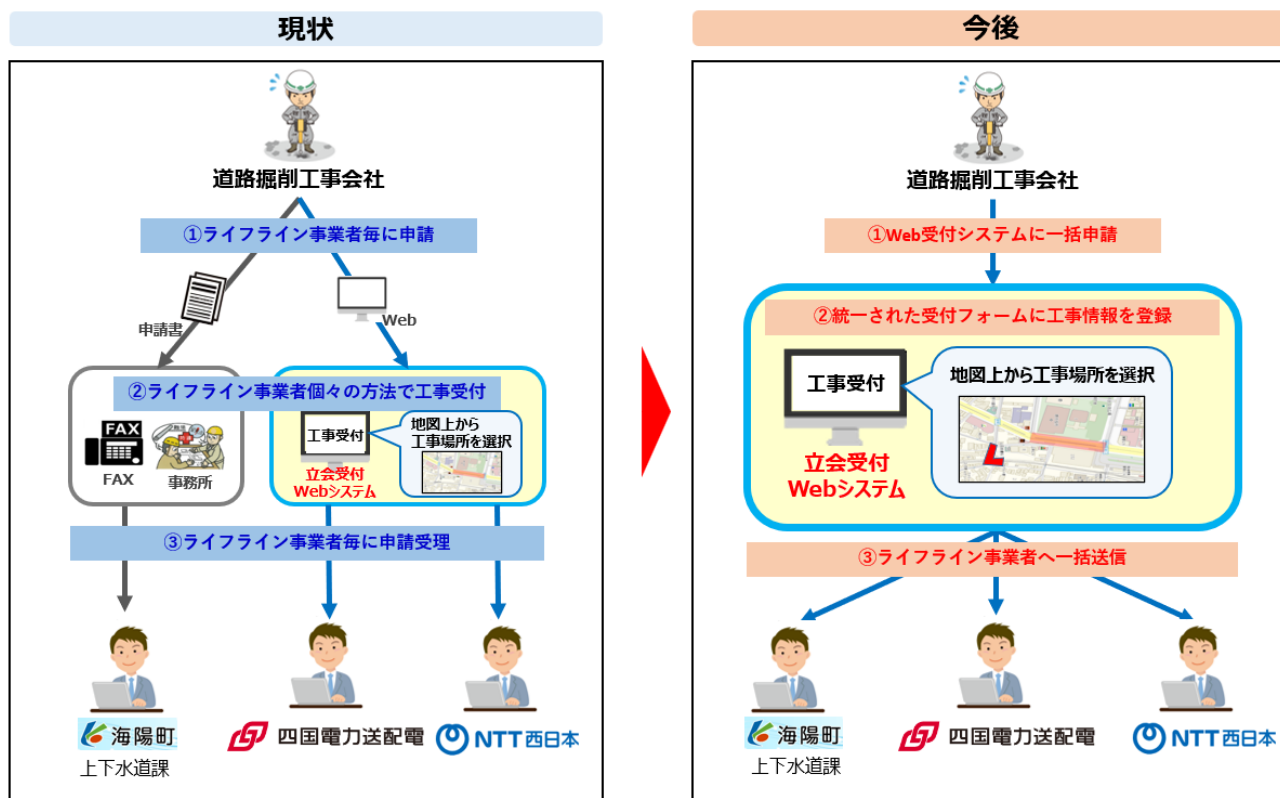 現状
道路掘削工事会社
①ライフライン事業者毎に申請
申請書
Web
②ライフライン事業者個々の方法で工事受付
FAX
FAX
事務所
工事受付
立会受付
Webシステム
地図上から
工事場所を選択
③ライフライン事業者毎に申請受理
海陽町
上下水道課
四国電力送配電
NTT西日本
今後
道路掘削工事会社
①Web受付システムに一括申請
②統一された受付フォームに工事情報を登録
工事受付
立会受付
Webシステム
地図上から工事場所を選択
③ライフライン事業者へ一括送信
海陽町
上下水道課
四国電力送配電
NTT西日本